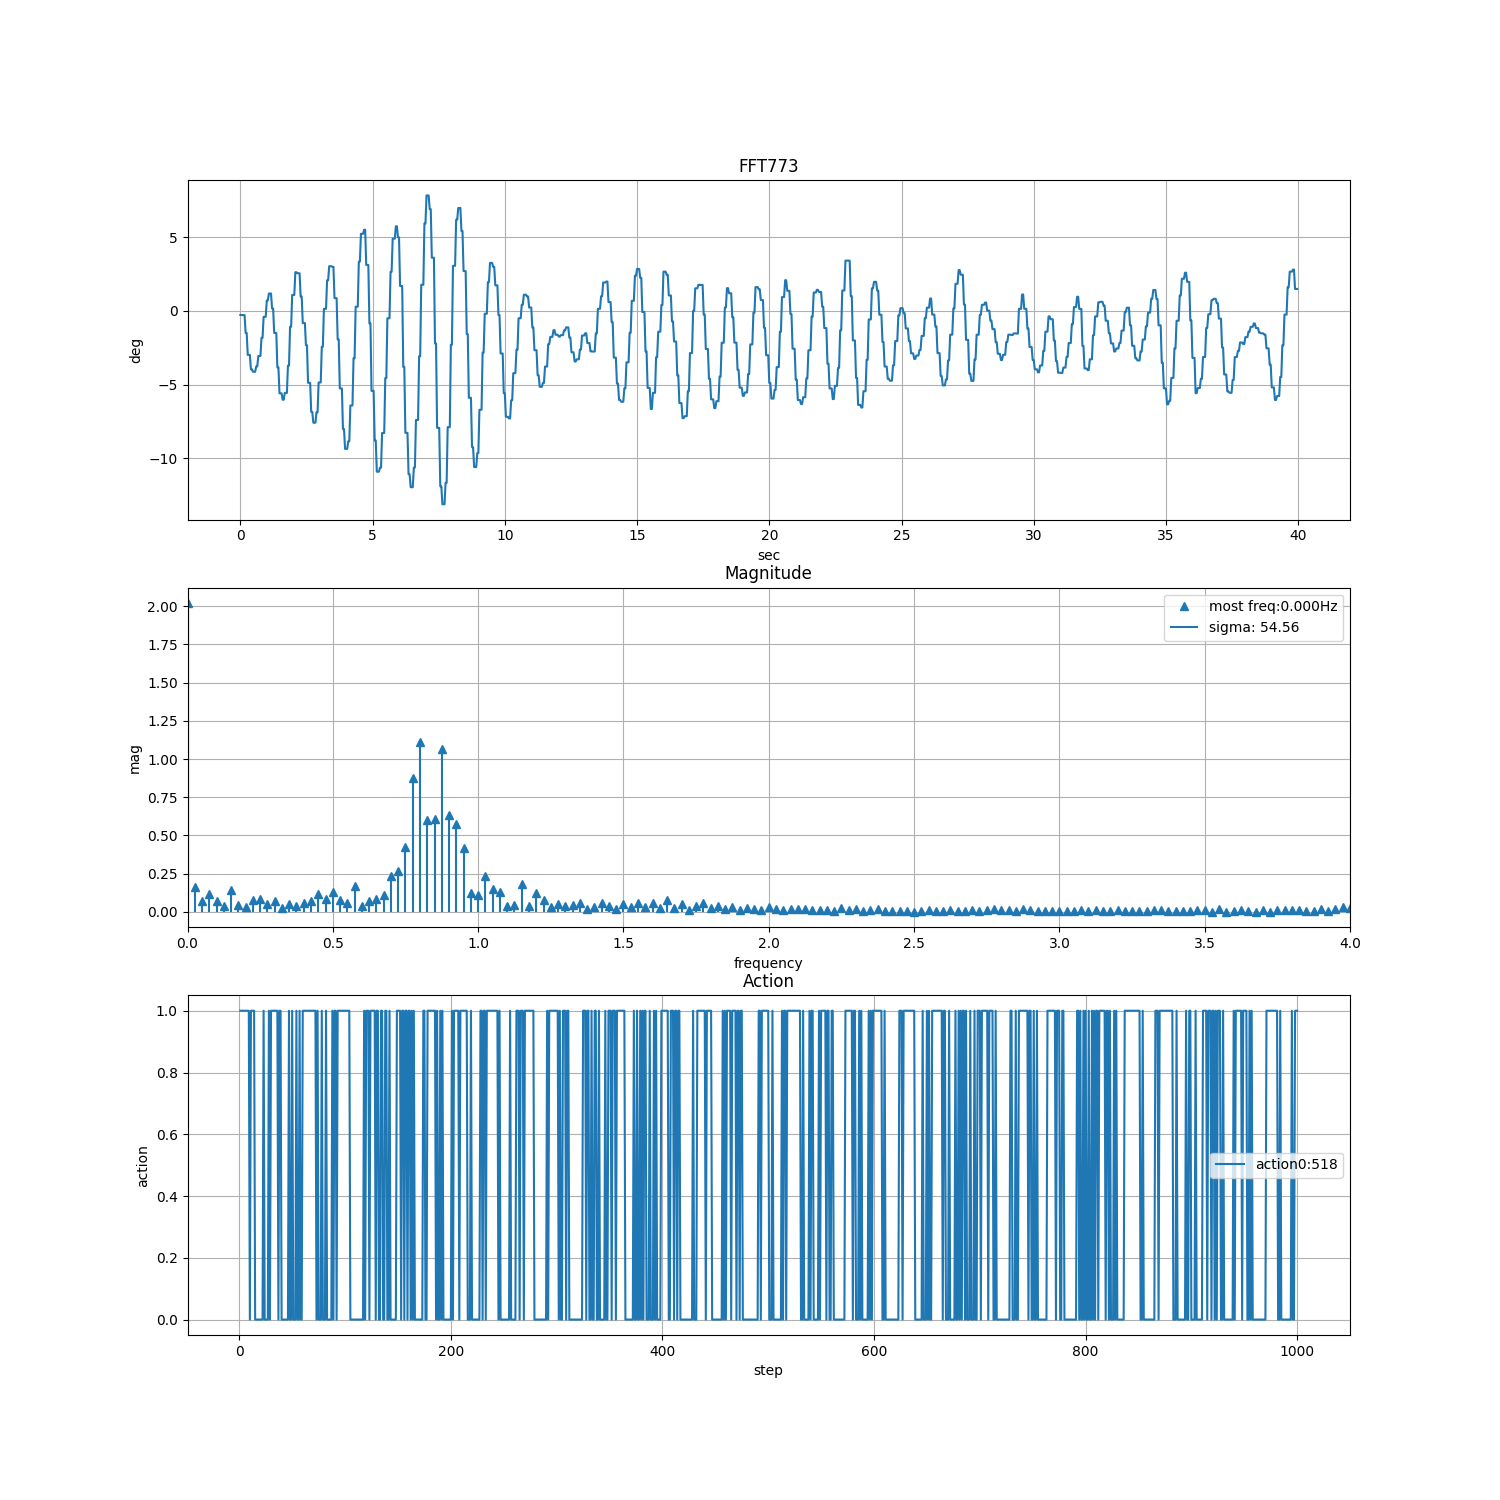 FFT773
5
0
−5
−10
deg
0 5 10 15 20 25 30 35 40
sec
Magnitude
2.00
1.75
1.50
1.25
1.00
0.75
0.50
0.25
0.00
mag
most freq:0.000Hz
sigma: 54.56
0.0 0.5 1.0 1.5 2.0 2.5 3.0 3.5 4.0
frequency
Action
1.0
0.8
0.6
0.4
0.2
0.0
action
action0:518
0 200 400 600 800 1000
step